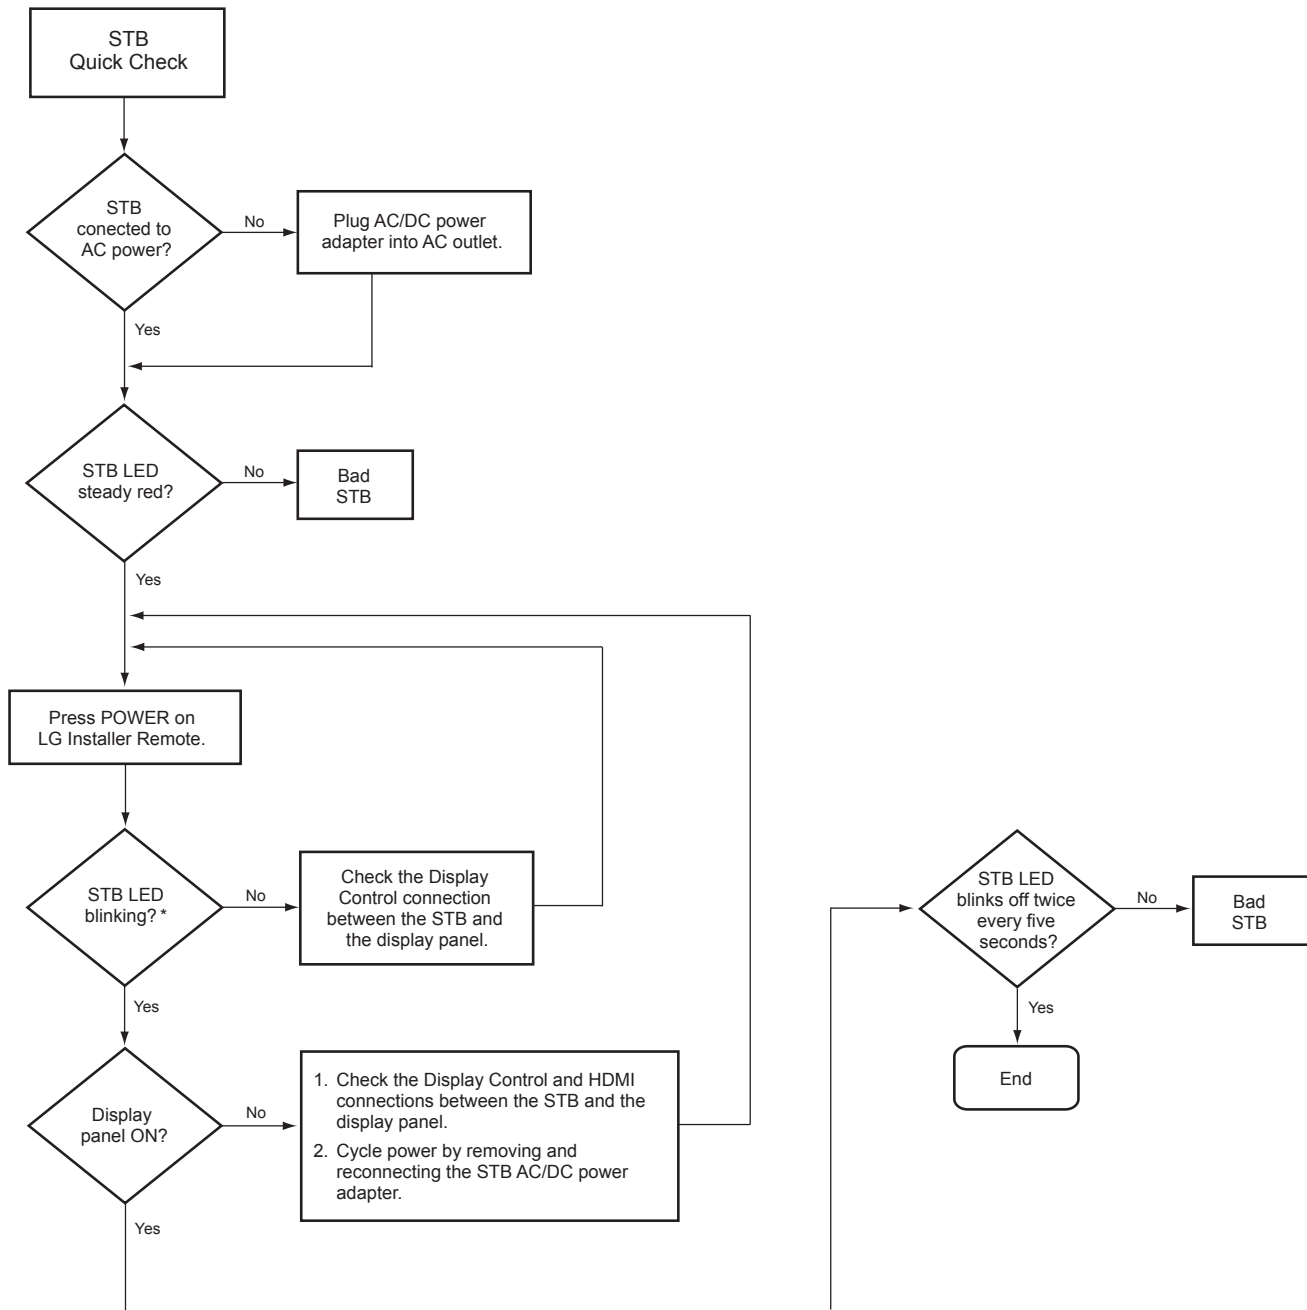 STB
Quick Check
STB
conected to
AC power?
No
Plug AC/DC power
adapter into AC outlet.
Yes
STB LED
steady red?
No
Bad
STB
Yes
Press POWER on
LG Installer Remote.
STB LED
blinking? *
No
Check the Display
Control connection
between the STB and
the display panel.
Yes
Display
panel ON?
No
1. Check the Display Control and HDMI
connections between the STB and the
display panel.
2. Cycle power by removing and
reconnecting the STB AC/DC power
adapter.
Yes
STB LED
blinks off twice
every five
seconds?
No
Bad
STB
Yes
End